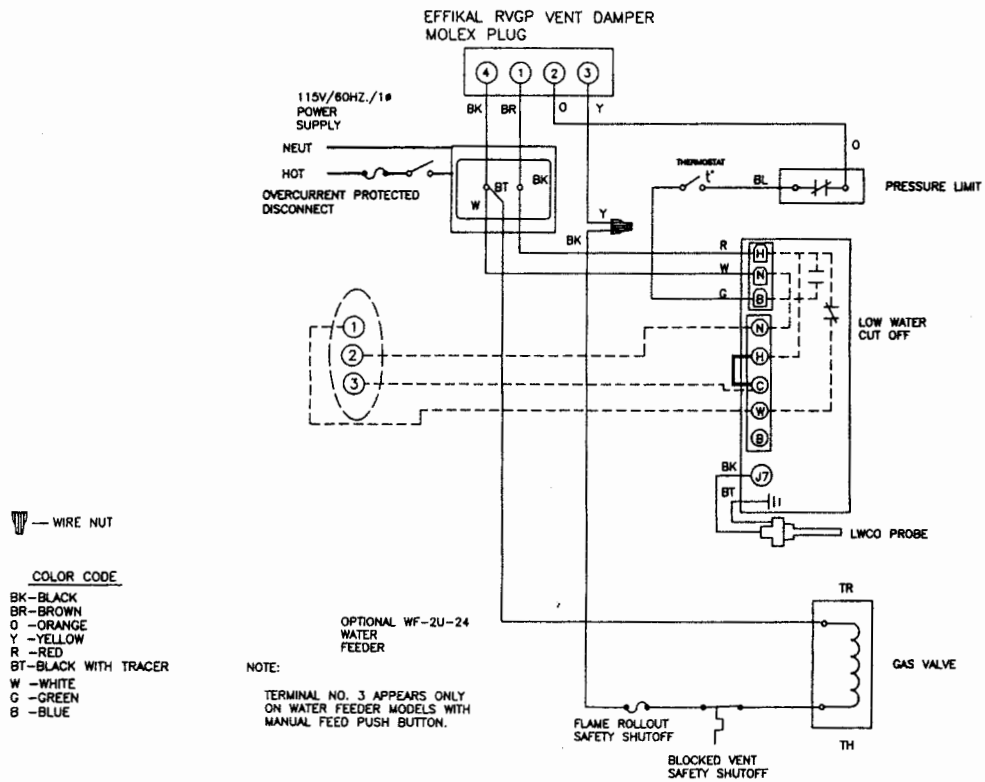 EFFIKAL RVGP VENT DAMPER
MOLEX PLUG
4 1 2 3
BK BR O Y
115V/60HZ./1ø
POWER
SUPPLY
NEUT
HOT
OVERCURRENT PROTECTED
DISCONNECT
BT
BK
W
Y
BK
THERMOSTAT
t°
BL
O
PRESSURE LIMIT
R
H
W
N
G
B
N
H
C
W
B
LOW WATER
CUT OFF
1
2
3
BK
J7
BT
LWCO PROBE
— WIRE NUT
COLOR CODE
BK-BLACK
BR-BROWN
O -ORANGE
Y -YELLOW
R -RED
BT-BLACK WITH TRACER
W -WHITE
G -GREEN
B -BLUE
OPTIONAL WF-2U-24
WATER
FEEDER
NOTE:
TERMINAL NO. 3 APPEARS ONLY
ON WATER FEEDER MODELS WITH
MANUAL FEED PUSH BUTTON.
TR
GAS VALVE
TH
FLAME ROLLOUT
SAFETY SHUTOFF
BLOCKED VENT
SAFETY SHUTOFF